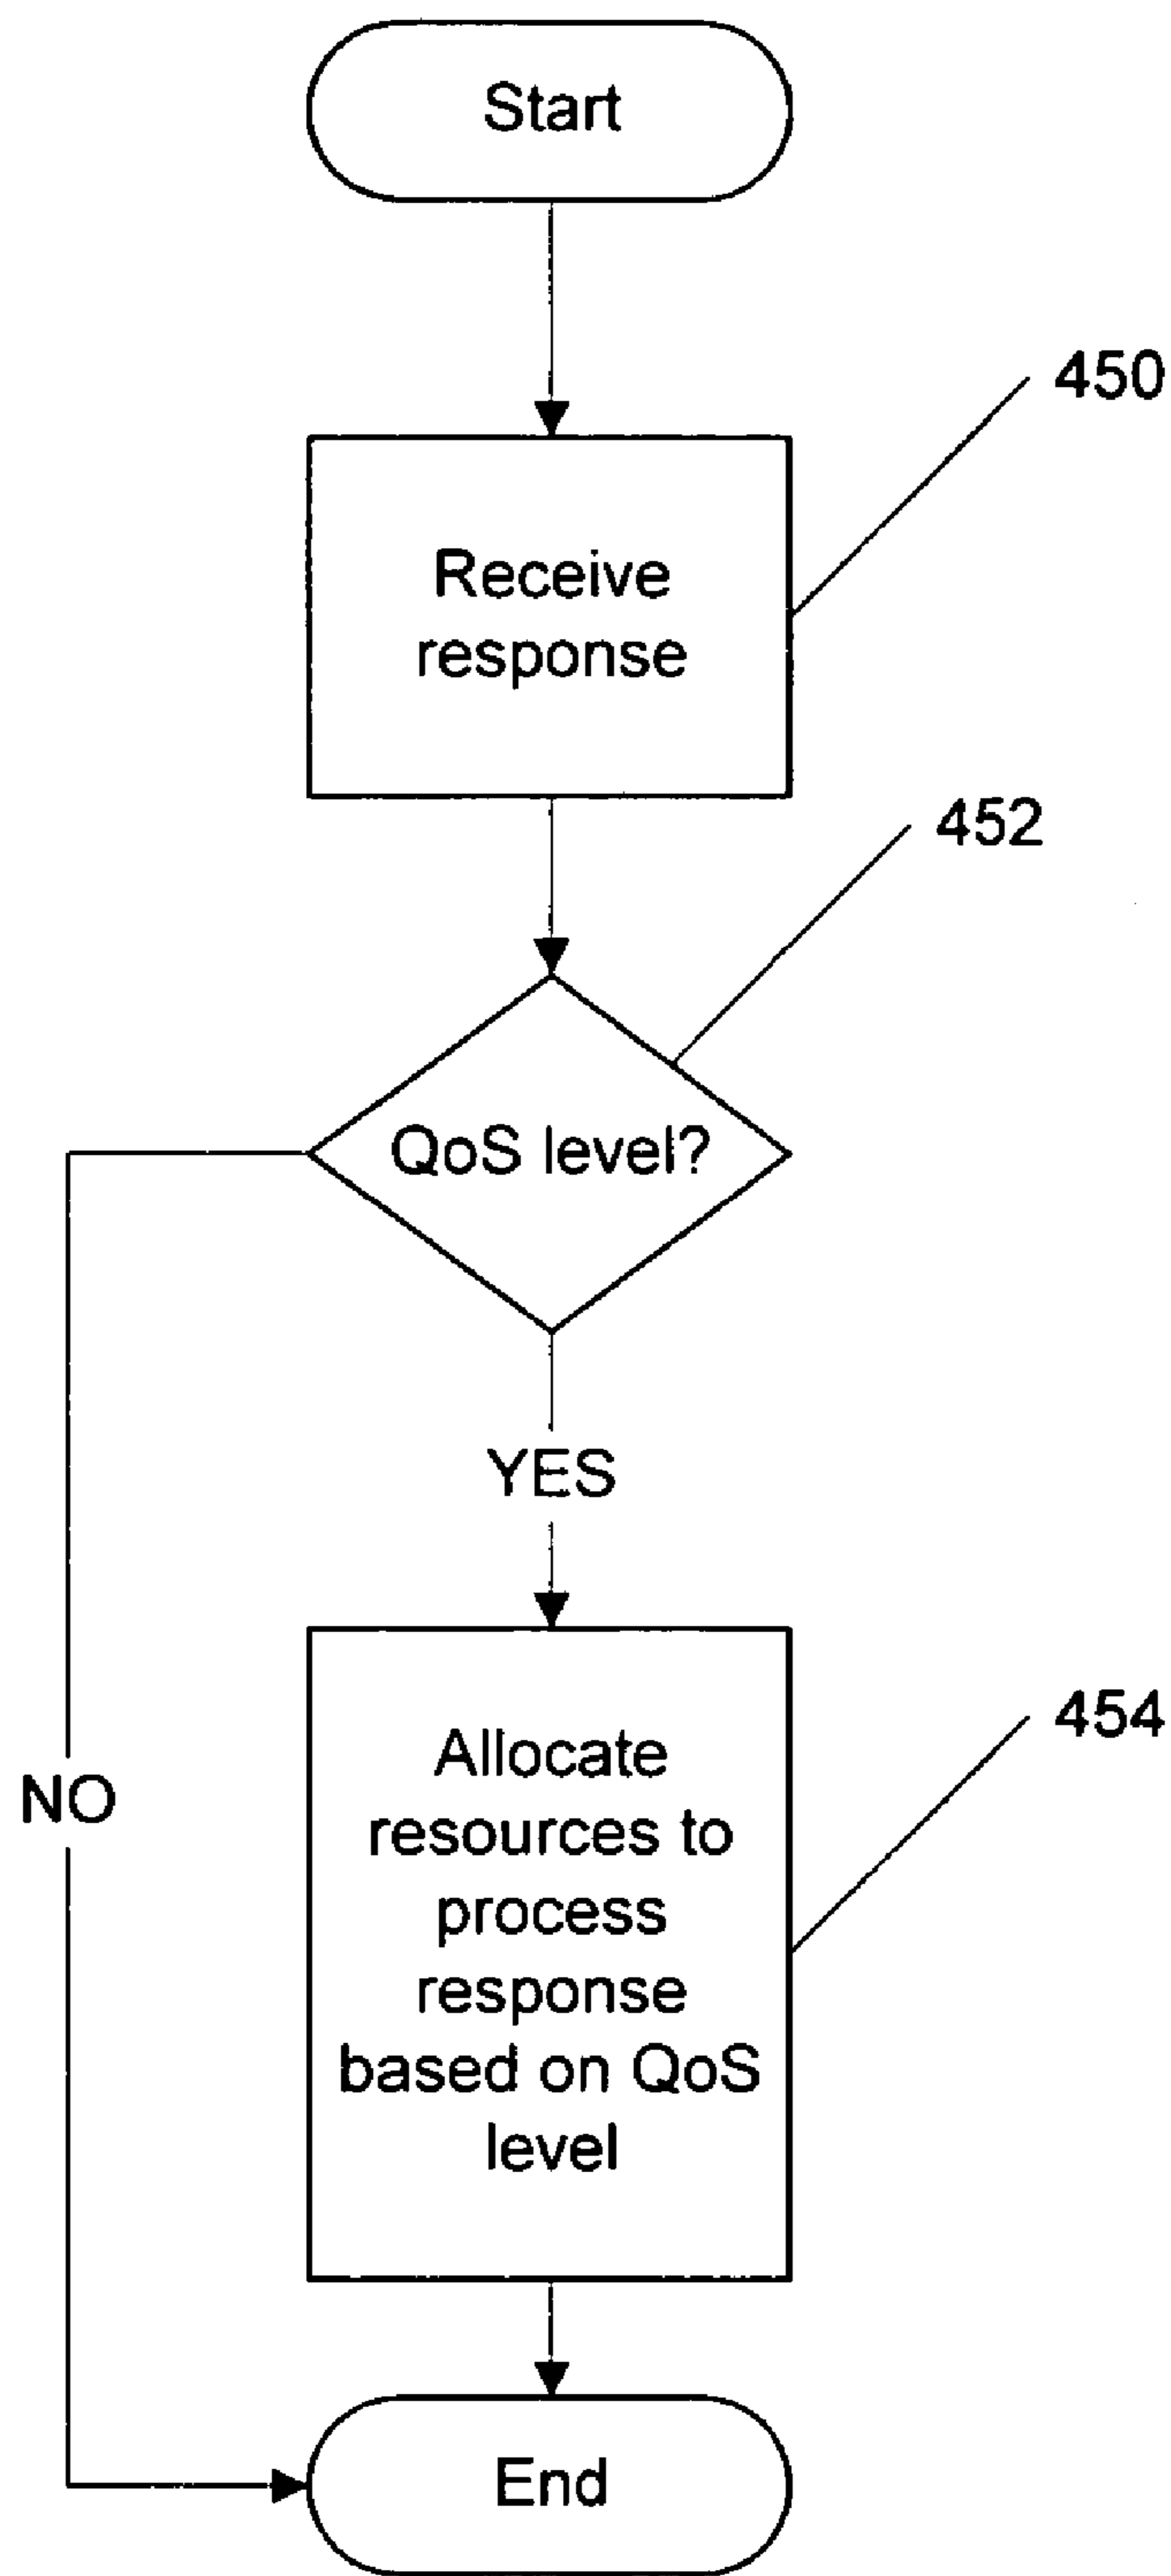 Start
450
Receive
response
452
QoS level?
YES
454
Allocate
resources to
process
response
based on QoS
level
NO
End